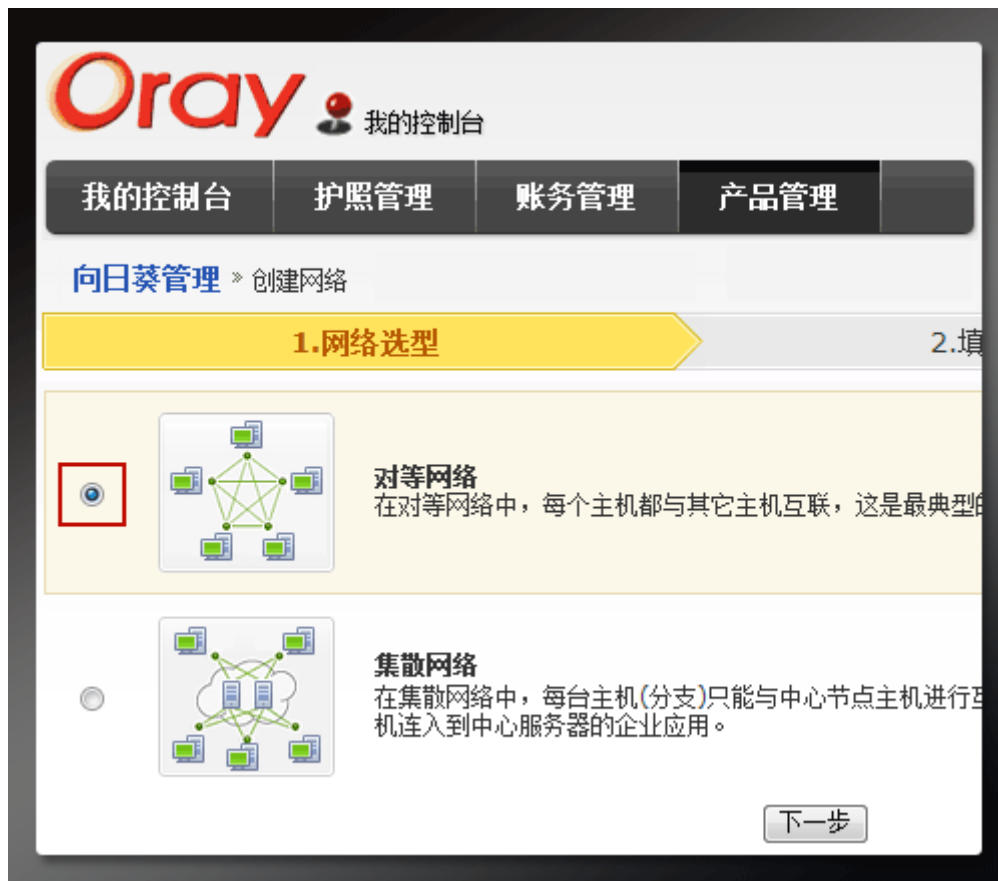 Oray 我的控制台
我的控制台 护照管理 账务管理 产品管理
向日葵管理 » 创建网络
1.网络选型 2.填
对等网络
在对等网络中，每个主机都与其它主机互联，这是最典型
集散网络
在集散网络中，每台主机(分支)只能与中心节点主机进行
机连入到中心服务器的企业应用。
下一步